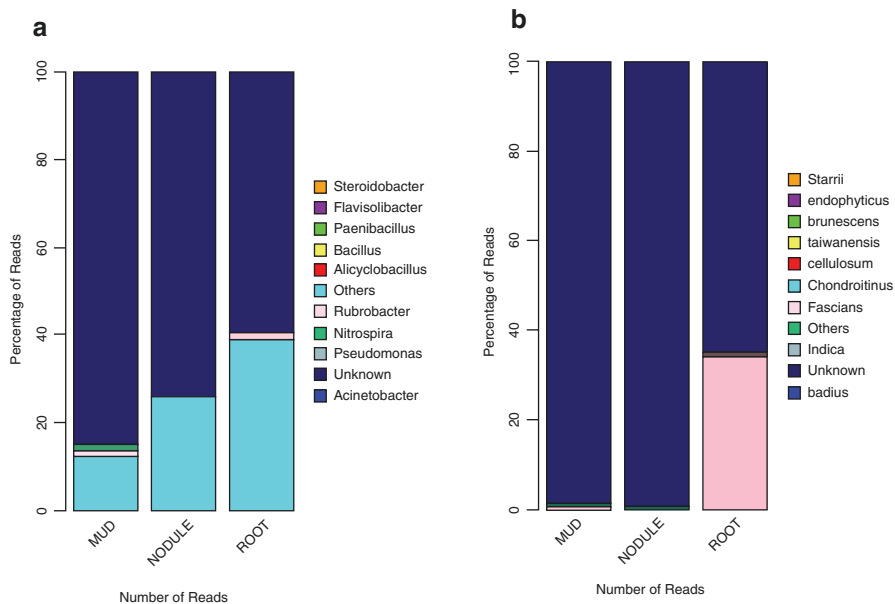 a
Percentage of Reads
100
80
60
40
20
0
MUD
NODULE
ROOT
Number of Reads
Steroidobacter
Flavisolibacter
Paenibacillus
Bacillus
Alicyclobacillus
Others
Rubrobacter
Nitrospira
Pseudomonas
Unknown
Acinetobacter
b
Percentage of Reads
100
80
60
40
20
0
MUD
NODULE
ROOT
Number of Reads
Starrii
endophyticus
brunescens
taiwanensis
cellulosum
Chondroitinus
Fascians
Others
Indica
Unknown
badius